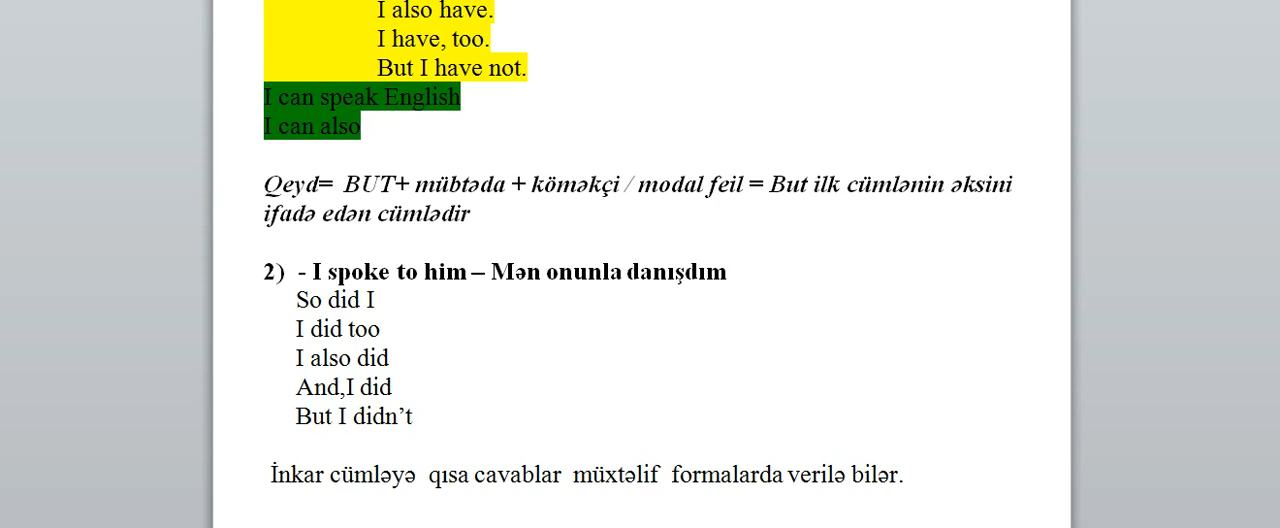 I also have.
I have, too.
But I have not.
I can speak English
I can also
Qeyd= BUT+ mübtəda + köməkçi / modal feil = But ilk cümlənin əksini
ifadə edən cümlədir
2) - I spoke to him – Mən onunla danışdım
So did I
I did too
I also did
And,I did
But I didn’t
İnkar cümləyə qısa cavablar müxtəlif formalarda verilə bilər.